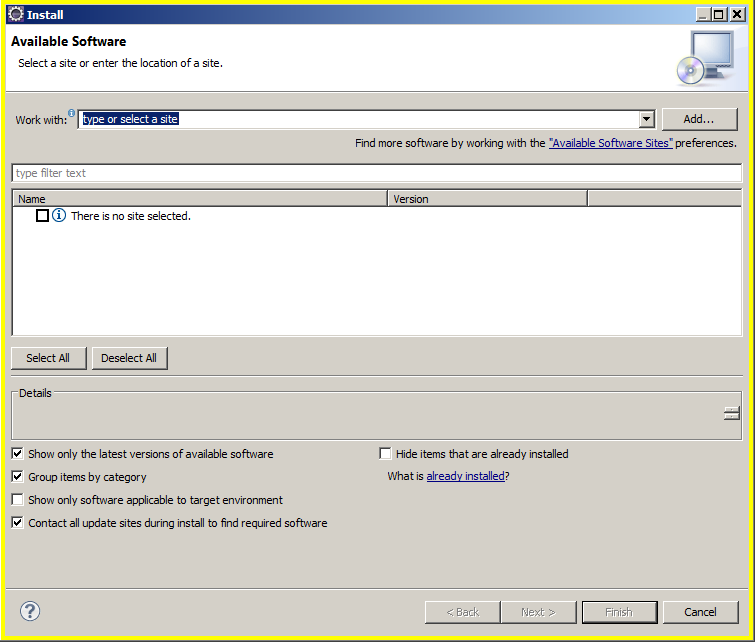 Install
Available Software
Select a site or enter the location of a site.
Work with: type or select a site Add...
Find more software by working with the "Available Software Sites" preferences.
type filter text
Name Version
There is no site selected.
Select All Deselect All
Details
Show only the latest versions of available software Hide items that are already installed
Group items by category What is already installed?
Show only software applicable to target environment
Contact all update sites during install to find required software
< Back Next > Finish Cancel